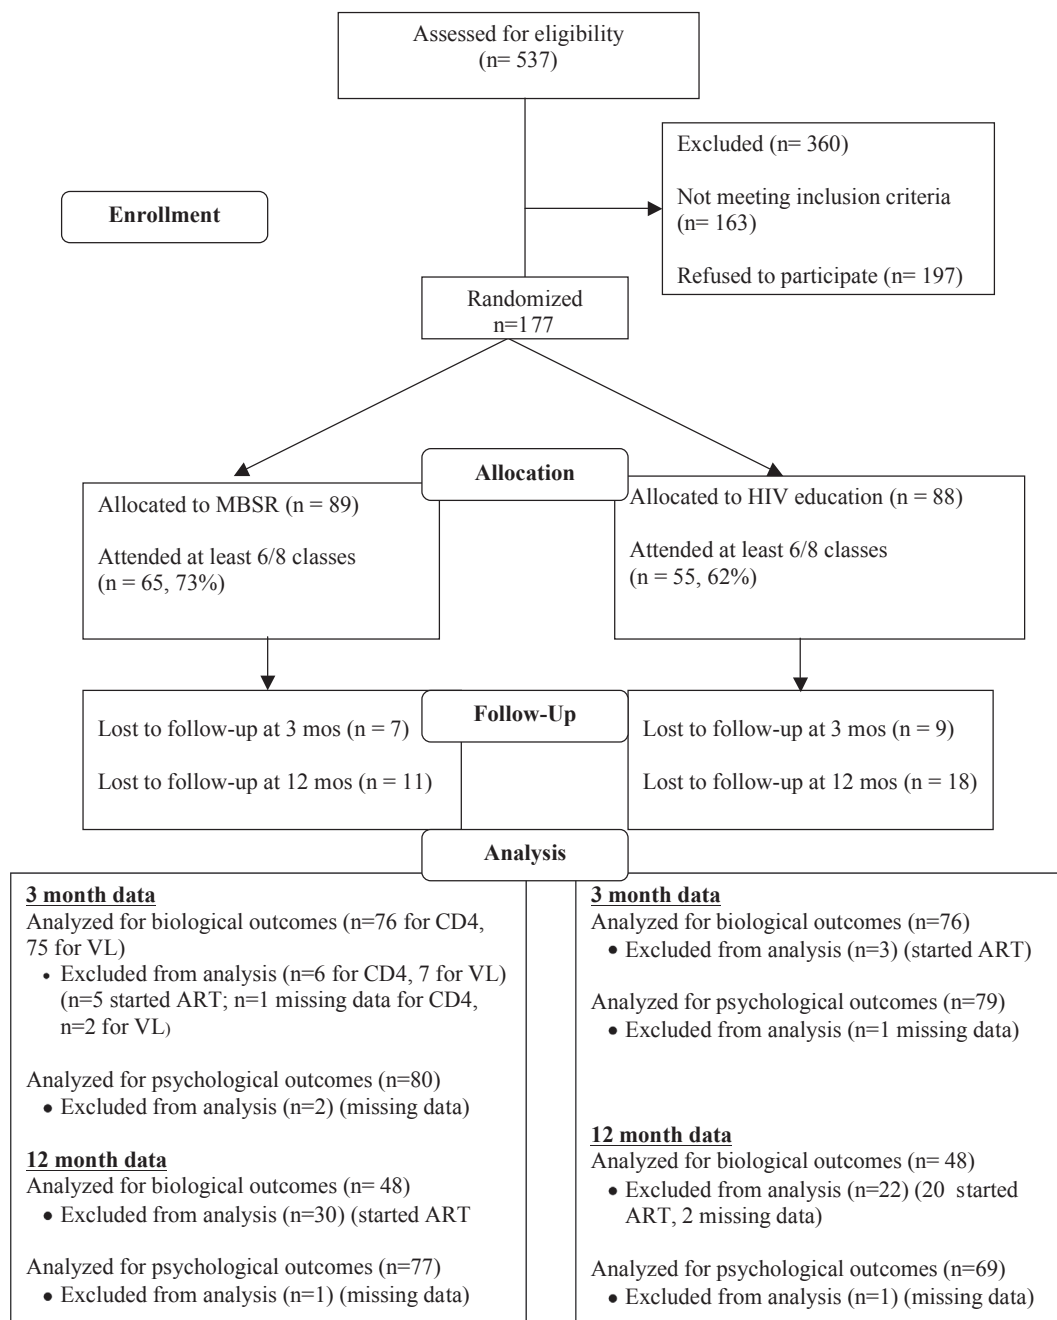 Assessed for eligibility
(n= 537)
Excluded (n= 360)
Not meeting inclusion criteria
(n= 163)
Refused to participate (n= 197)
Enrollment
Randomized
n=177
Allocation
Allocated to MBSR (n = 89)
Attended at least 6/8 classes
(n = 65, 73%)
Allocated to HIV education (n = 88)
Attended at least 6/8 classes
(n = 55, 62%)
Follow-Up
Lost to follow-up at 3 mos (n = 7)
Lost to follow-up at 12 mos (n = 11)
Lost to follow-up at 3 mos (n = 9)
Lost to follow-up at 12 mos (n = 18)
Analysis
3 month data
Analyzed for biological outcomes (n=76 for CD4,
75 for VL)
• Excluded from analysis (n=6 for CD4, 7 for VL)
(n=5 started ART; n=1 missing data for CD4,
n=2 for VL)
Analyzed for psychological outcomes (n=80)
• Excluded from analysis (n=2) (missing data)
12 month data
Analyzed for biological outcomes (n= 48)
• Excluded from analysis (n=30) (started ART
Analyzed for psychological outcomes (n=77)
• Excluded from analysis (n=1) (missing data)
3 month data
Analyzed for biological outcomes (n=76)
• Excluded from analysis (n=3) (started ART)
Analyzed for psychological outcomes (n=79)
• Excluded from analysis (n=1 missing data)
12 month data
Analyzed for biological outcomes (n= 48)
• Excluded from analysis (n=22) (20 started
ART, 2 missing data)
Analyzed for psychological outcomes (n=69)
• Excluded from analysis (n=1) (missing data)